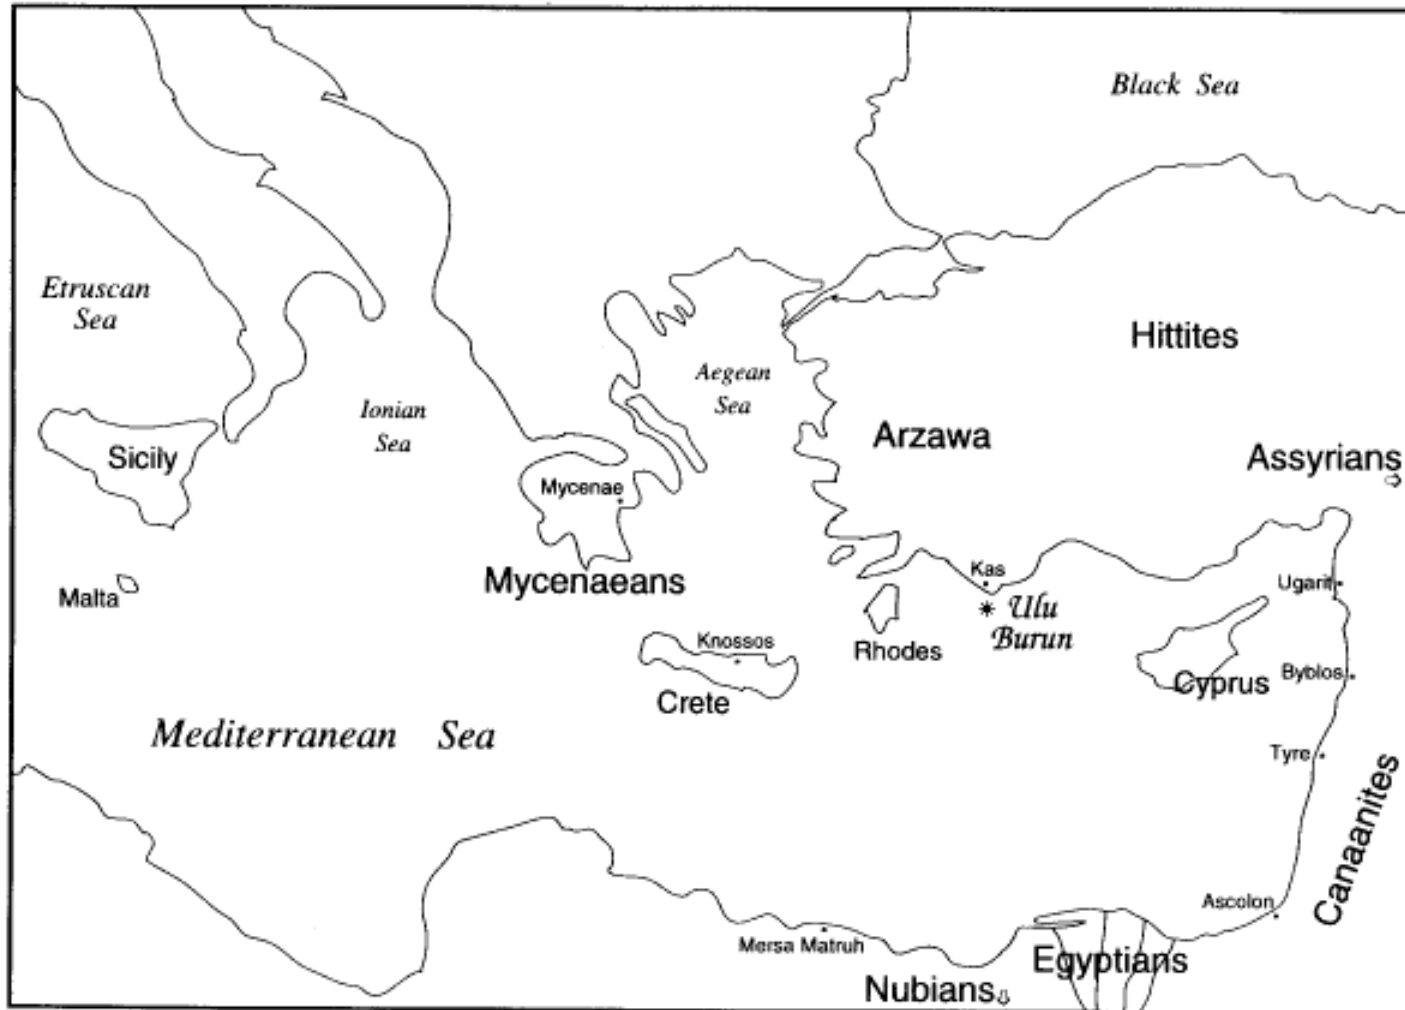 Black Sea
Etruscan
Sea
Hittites
Aegean
Sea
Ionian
Sea
Arzawa
Sicily
Assyrians
Mycenae
Mycenaeans
Kas
Malta
Ugarit
Ulu
Burun
Rhodes
Knossos
Crete
Cyprus
Byblos
Mediterranean Sea
Tyre
Canaanites
Ascolon
Mersa Matruh
Egyptians
Nubians